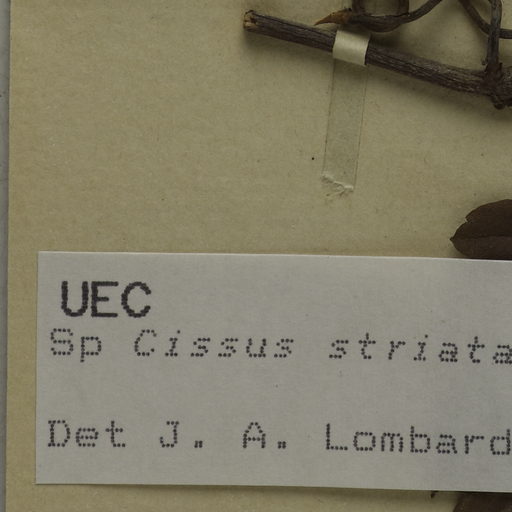 UEC
Sp Cissus striata
Det J. A. Lombard